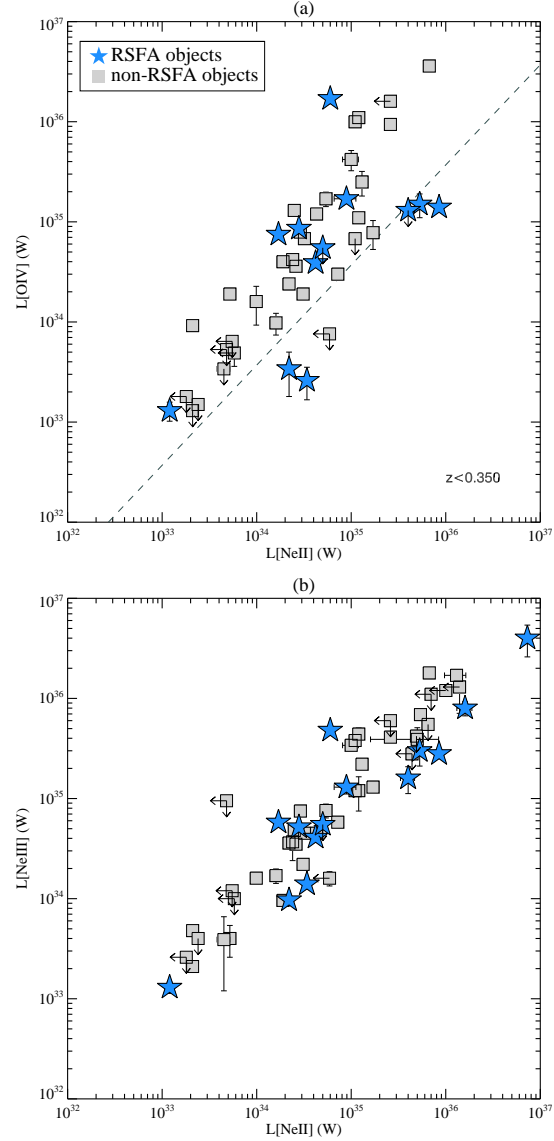 (a)
RSFA objects
non-RSFA objects
10^37
10^36
10^35
10^34
10^33
10^32
L[OIV] (W)
z<0.350
10^32 10^33 10^34 10^35 10^36 10^37
L[NeII] (W)
(b)
10^37
10^36
10^35
10^34
10^33
10^32
L[NeIII] (W)
10^32 10^33 10^34 10^35 10^36 10^37
L[NeII] (W)